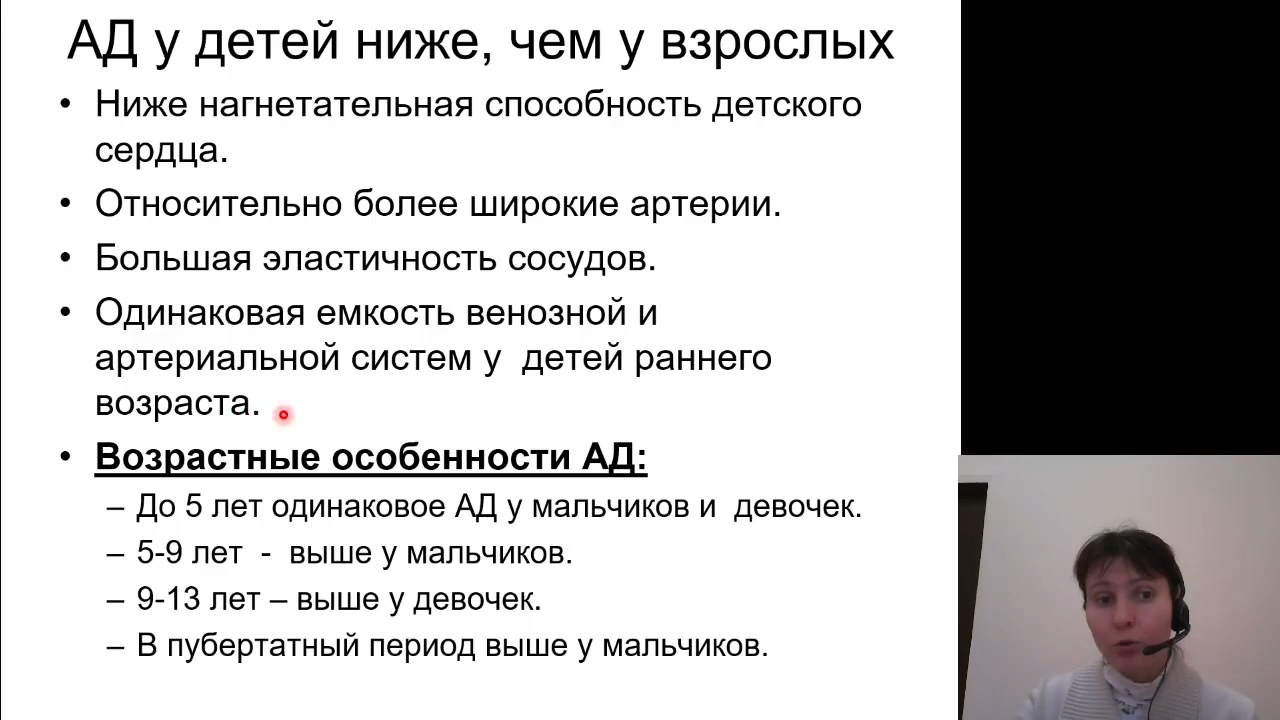 АД у детей ниже, чем у взрослых
• Ниже нагнетательная способность детского
сердца.
• Относительно более широкие артерии.
• Большая эластичность сосудов.
• Одинаковая емкость венозной и
артериальной систем у  детей раннего
возраста.
• Возрастные особенности АД:
– До 5 лет одинаковое АД у мальчиков и  девочек.
– 5-9 лет  -  выше у мальчиков.
– 9-13 лет – выше у девочек.
– В пубертатный период выше у мальчиков.